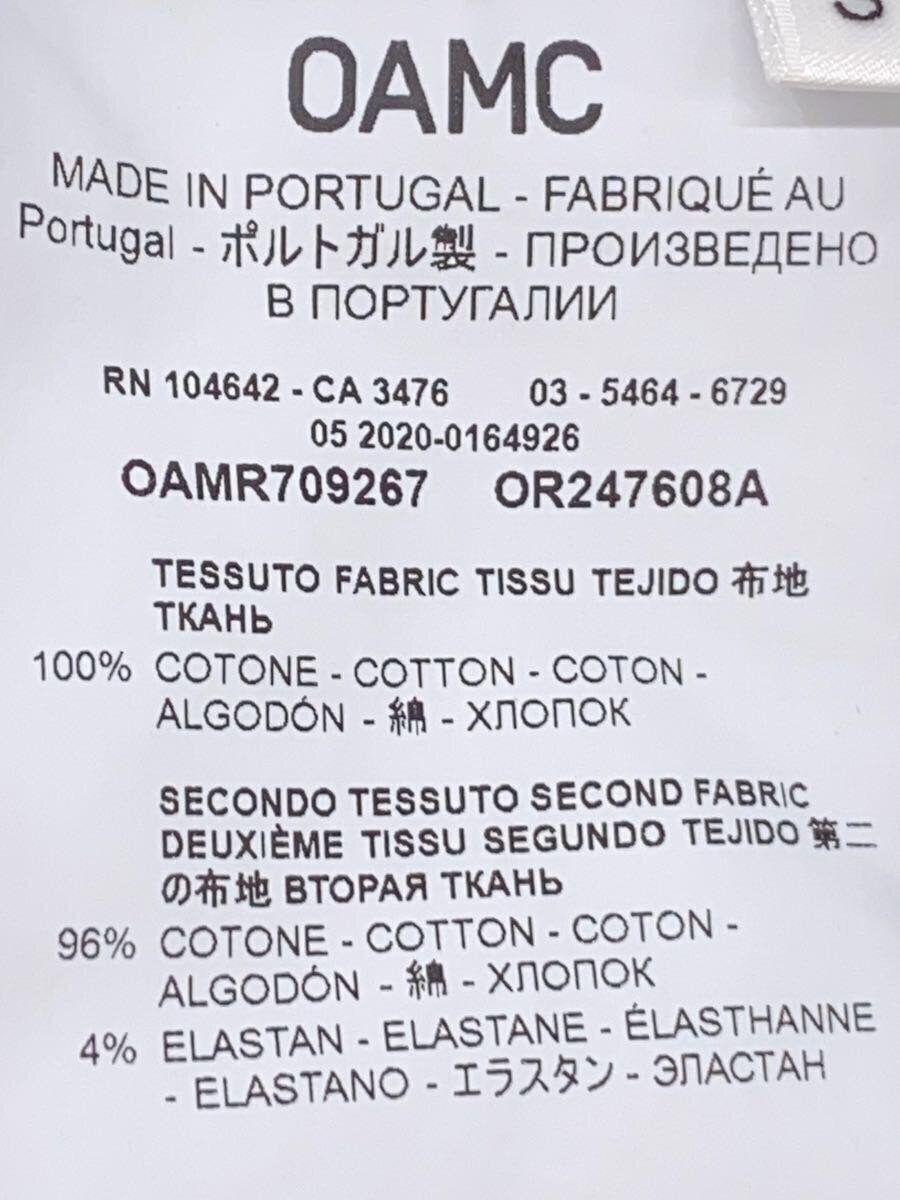 OAMC
MADE IN PORTUGAL - FABRIQUÉ AU
Portugal - ポルトガル製 - ПРОИЗВЕДЕНО
В ПОРТУГАЛИИ
RN 104642 - CA 3476 03 - 5464 - 6729
05 2020-0164926
OAMR709267 OR247608A
TESSUTO FABRIC TISSU TEJIDO 布地
ТКАНЬ
100% COTONE - COTTON - COTON -
ALGODÓN - 綿 - ХЛОПОК
SECONDO TESSUTO SECOND FABRIC
DEUXIÈME TISSU SEGUNDO TEJIDO 第二
の布地 ВТОРАЯ ТКАНЬ
96% COTONE - COTTON - COTON -
ALGODÓN - 綿 - ХЛОПОК
4% ELASTAN - ELASTANE - ÉLASTHANNE
- ELASTANO - エラスタン - ЭЛАСТАН